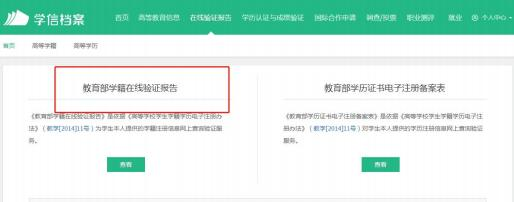 学信档案 首页 高等教育信息 在线验证报告 学历认证与成绩验证 国际合作申请 调查/投票 职业测评 就业 个人中心
首页 高等学籍 高等学历
教育部学籍在线验证报告
《教育部学籍在线验证报告》是依据《高等学校学生学籍学历电子注册办
法》（教学[2014]11号）为学生本人提供的学籍注册信息网上查询验证服
务。
查看
教育部学历证书电子注册备案表
《教育部学历证书电子注册备案表》是依据《高等学校学生学籍学历电子注
册办法》（教学[2014]11号）对学生本人提供的学历注册信息网上查询验证
服务。
查看